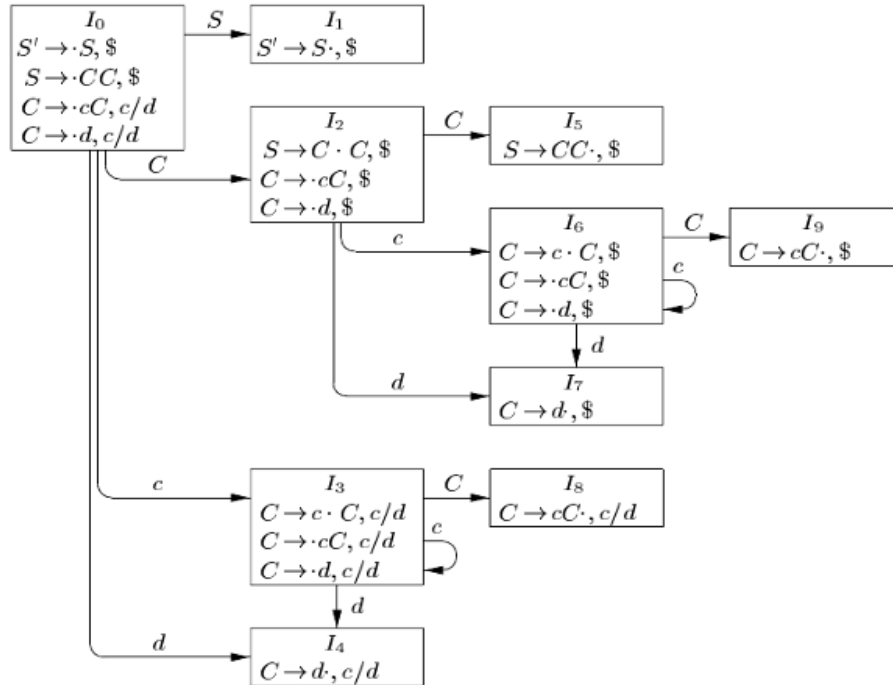 I₀
S′ → ·S, $
S → ·CC, $
C → ·cC, c/d
C → ·d, c/d
S
I₁
S′ → S·, $
C
I₂
S → C · C, $
C → ·cC, $
C → ·d, $
C
I₅
S → CC·, $
c
I₆
C → c · C, $
C → ·cC, $
C → ·d, $
C
I₉
C → cC·, $
c
d
d
I₇
C → d·, $
c
I₃
C → c · C, c/d
C → ·cC, c/d
C → ·d, c/d
C
I₈
C → cC·, c/d
c
d
d
I₄
C → d·, c/d